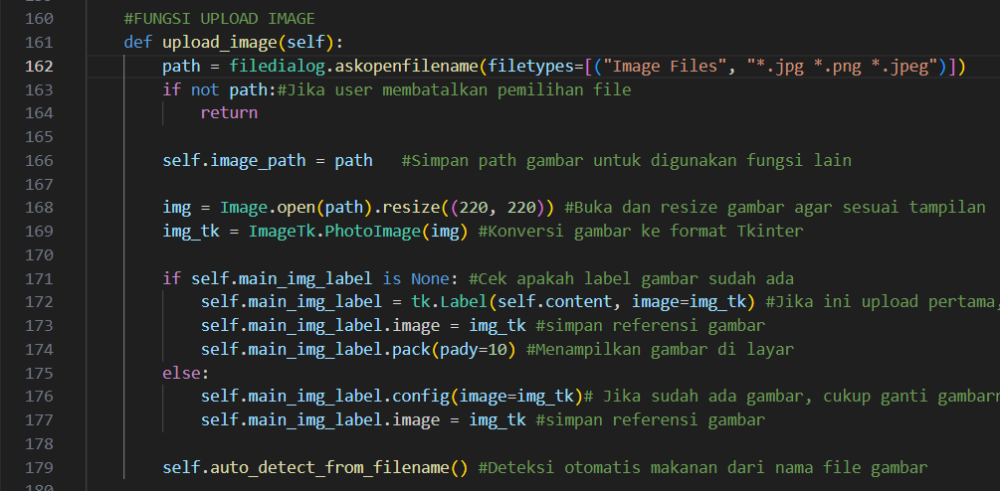 160 #FUNGSI UPLOAD IMAGE
161 def upload_image(self):
162 path = filedialog.askopenfilename(filetypes=[("Image Files", "*.jpg *.png *.jpeg")])
163 if not path:#Jika user membatalkan pemilihan file
164 return
165
166 self.image_path = path #Simpan path gambar untuk digunakan fungsi lain
167
168 img = Image.open(path).resize((220, 220)) #Buka dan resize gambar agar sesuai tampilan
169 img_tk = ImageTk.PhotoImage(img) #Konversi gambar ke format Tkinter
170
171 if self.main_img_label is None: #Cek apakah label gambar sudah ada
172 self.main_img_label = tk.Label(self.content, image=img_tk) #Jika ini upload pertama,
173 self.main_img_label.image = img_tk #simpan referensi gambar
174 self.main_img_label.pack(pady=10) #Menampilkan gambar di layar
175 else:
176 self.main_img_label.config(image=img_tk)# Jika sudah ada gambar, cukup ganti
177 self.main_img_label.image = img_tk #simpan referensi gambar
178
179 self.auto_detect_from_filename() #Deteksi otomatis makanan dari nama file gambar